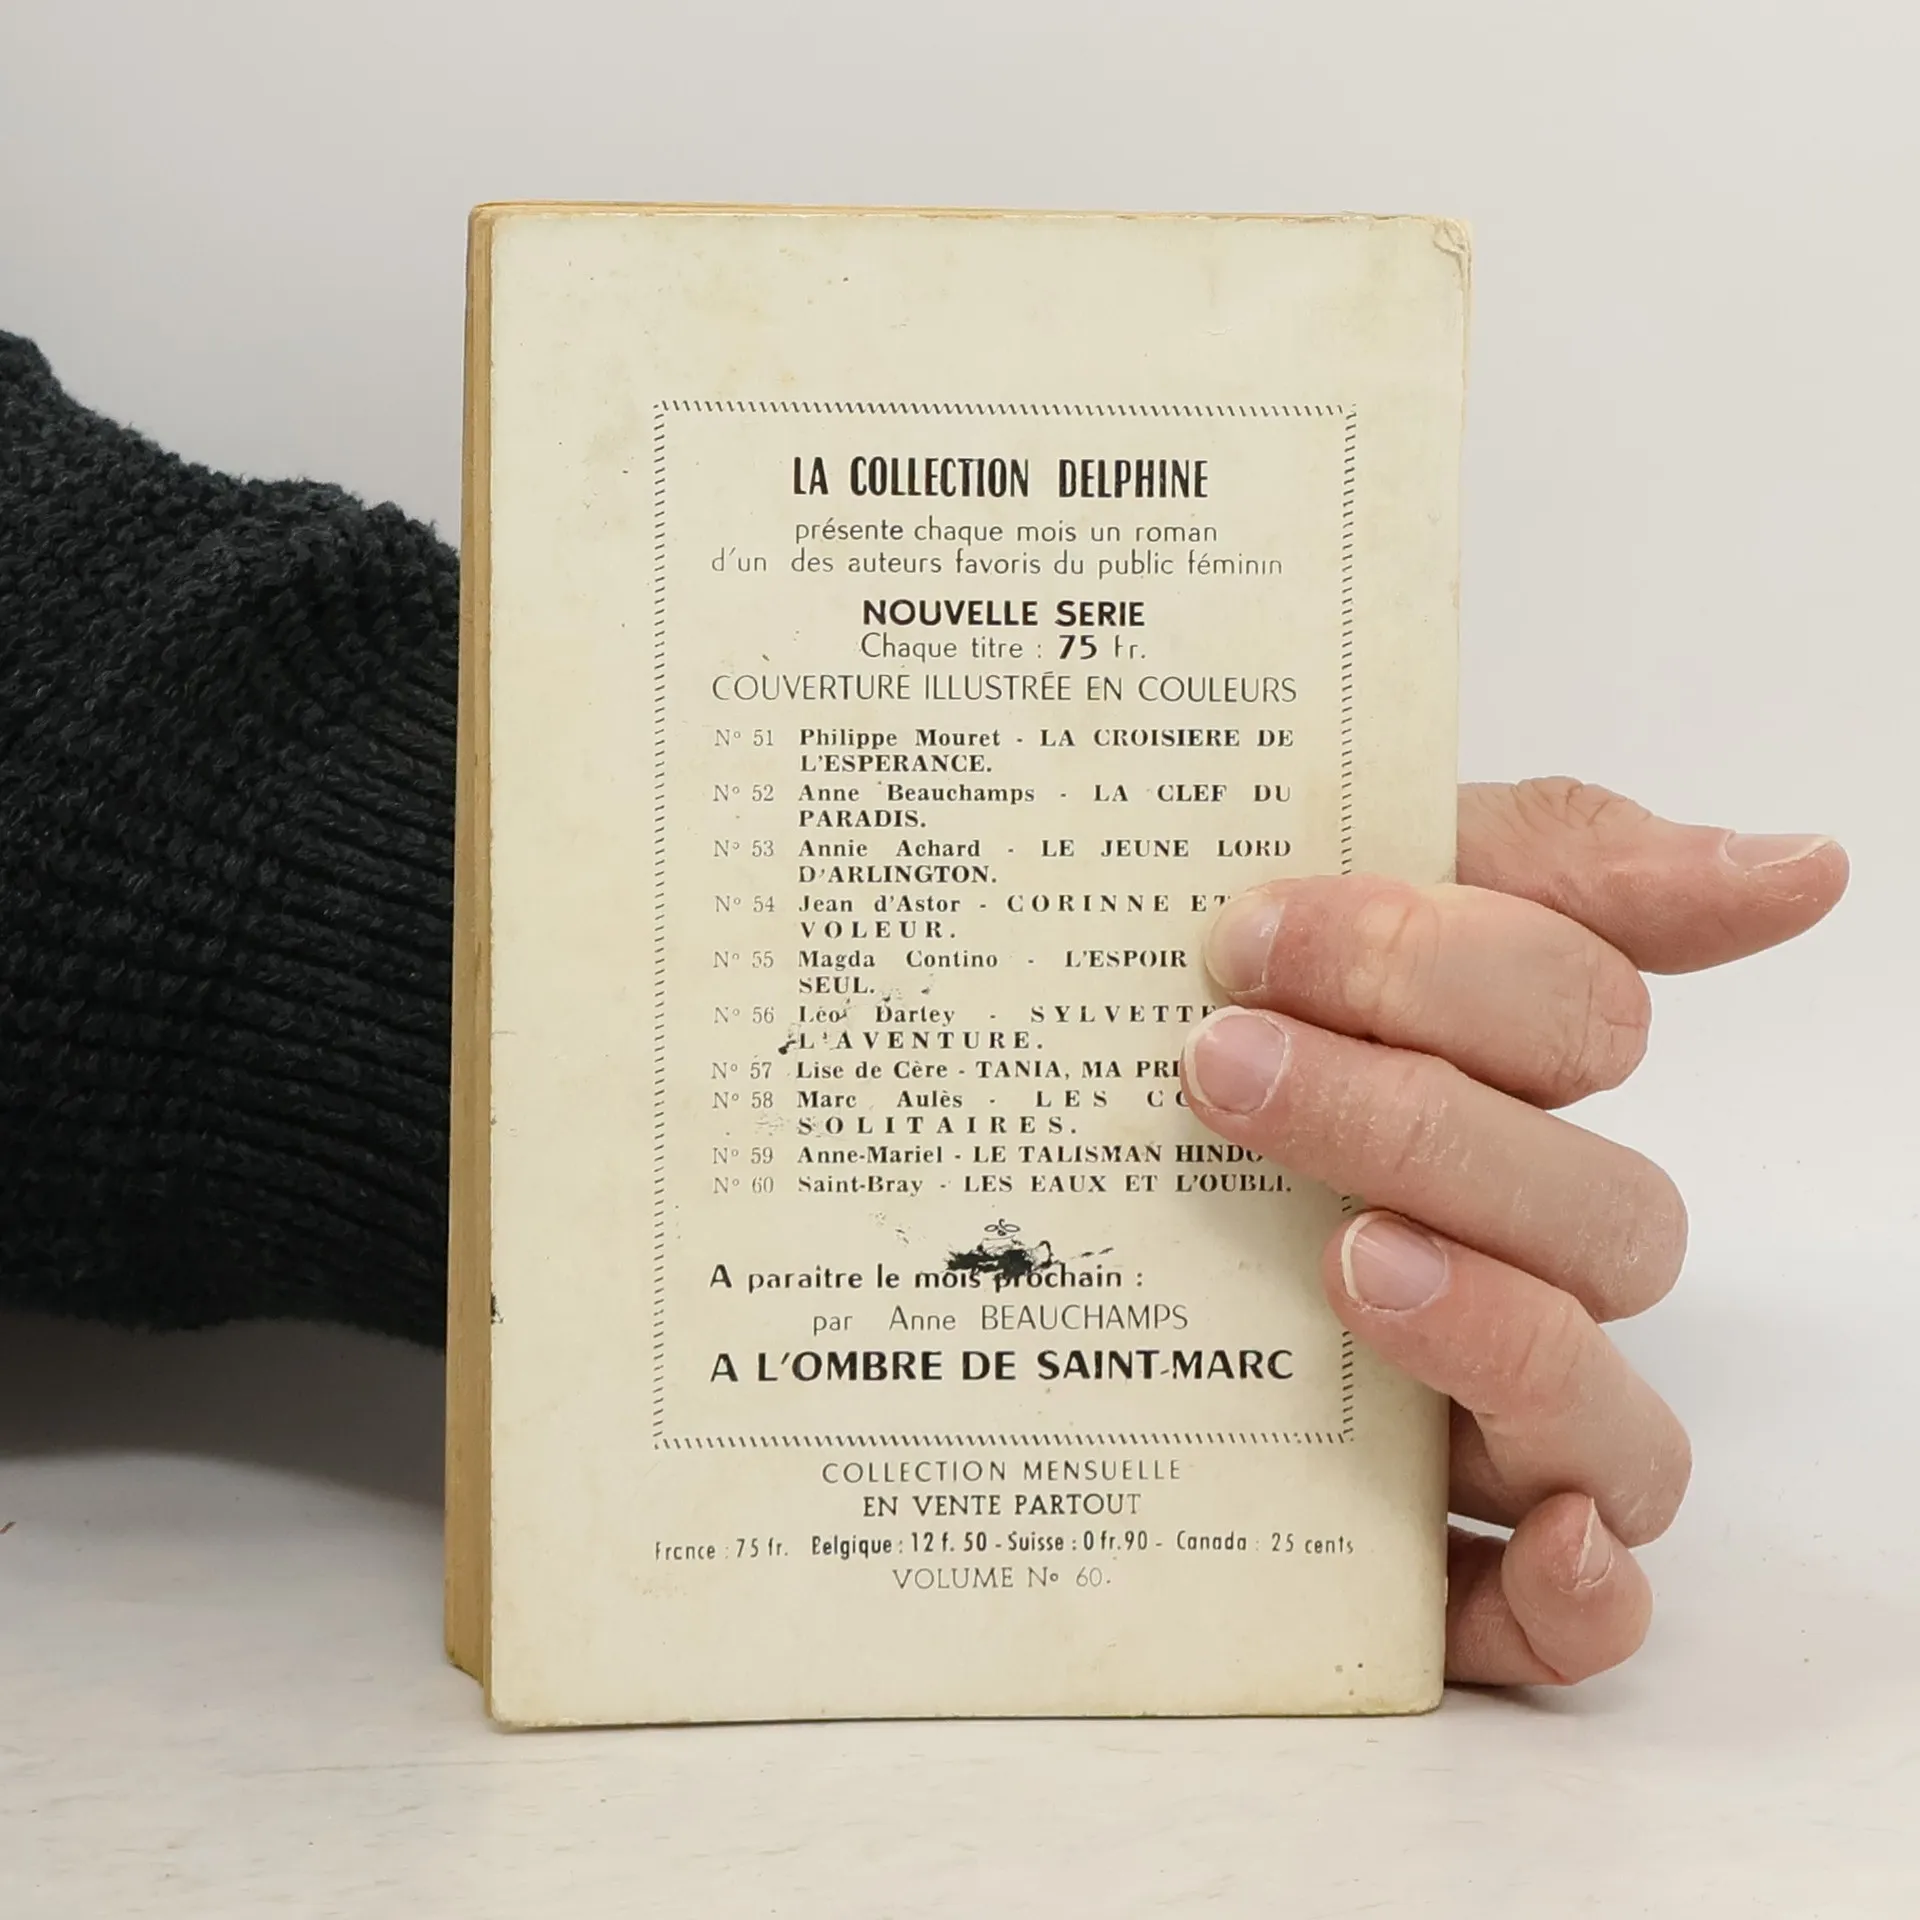 LA COLLECTION DELPHINE
présente chaque mois un roman
d'un des auteurs favoris du public féminin
NOUVELLE SERIE
Chaque titre : 75 fr.
COUVERTURE ILLUSTRÉE EN COULEURS
N° 51 Philippe Mouret - LA CROISIERE DE
L'ESPERANCE.
N° 52 Anne Beauchamps - LA CLEF DU
PARADIS.
N° 53 Annie Achard - LE JEUNE LORD
D'ARLINGTON.
N° 54 Jean d'Astor - CORINNE ET
VOLEUR.
N° 55 Magda Contino - L'ESPOIR
SEUL.
N° 56 Léo Dartey - SYLVETTE
L'AVENTURE.
N° 57 Lise de Cère - TANIA, MA
N° 58 Marc Aulès - LES
SOLITAIRES.
N° 59 Anne-Mariel - LE TALISMAN
N° 60 Saint-Bray - LES EAUX ET L'OUBLI.
A paraitre le mois prochain :
par Anne BEAUCHAMPS
A L'OMBRE DE SAINT-MARC
COLLECTION MENSUELLE
EN VENTE PARTOUT
France : 75 fr. Belgique : 12 f. 50 - Suisse : 0 fr. 90 - Canada : 25 cents
VOLUME N° 60.